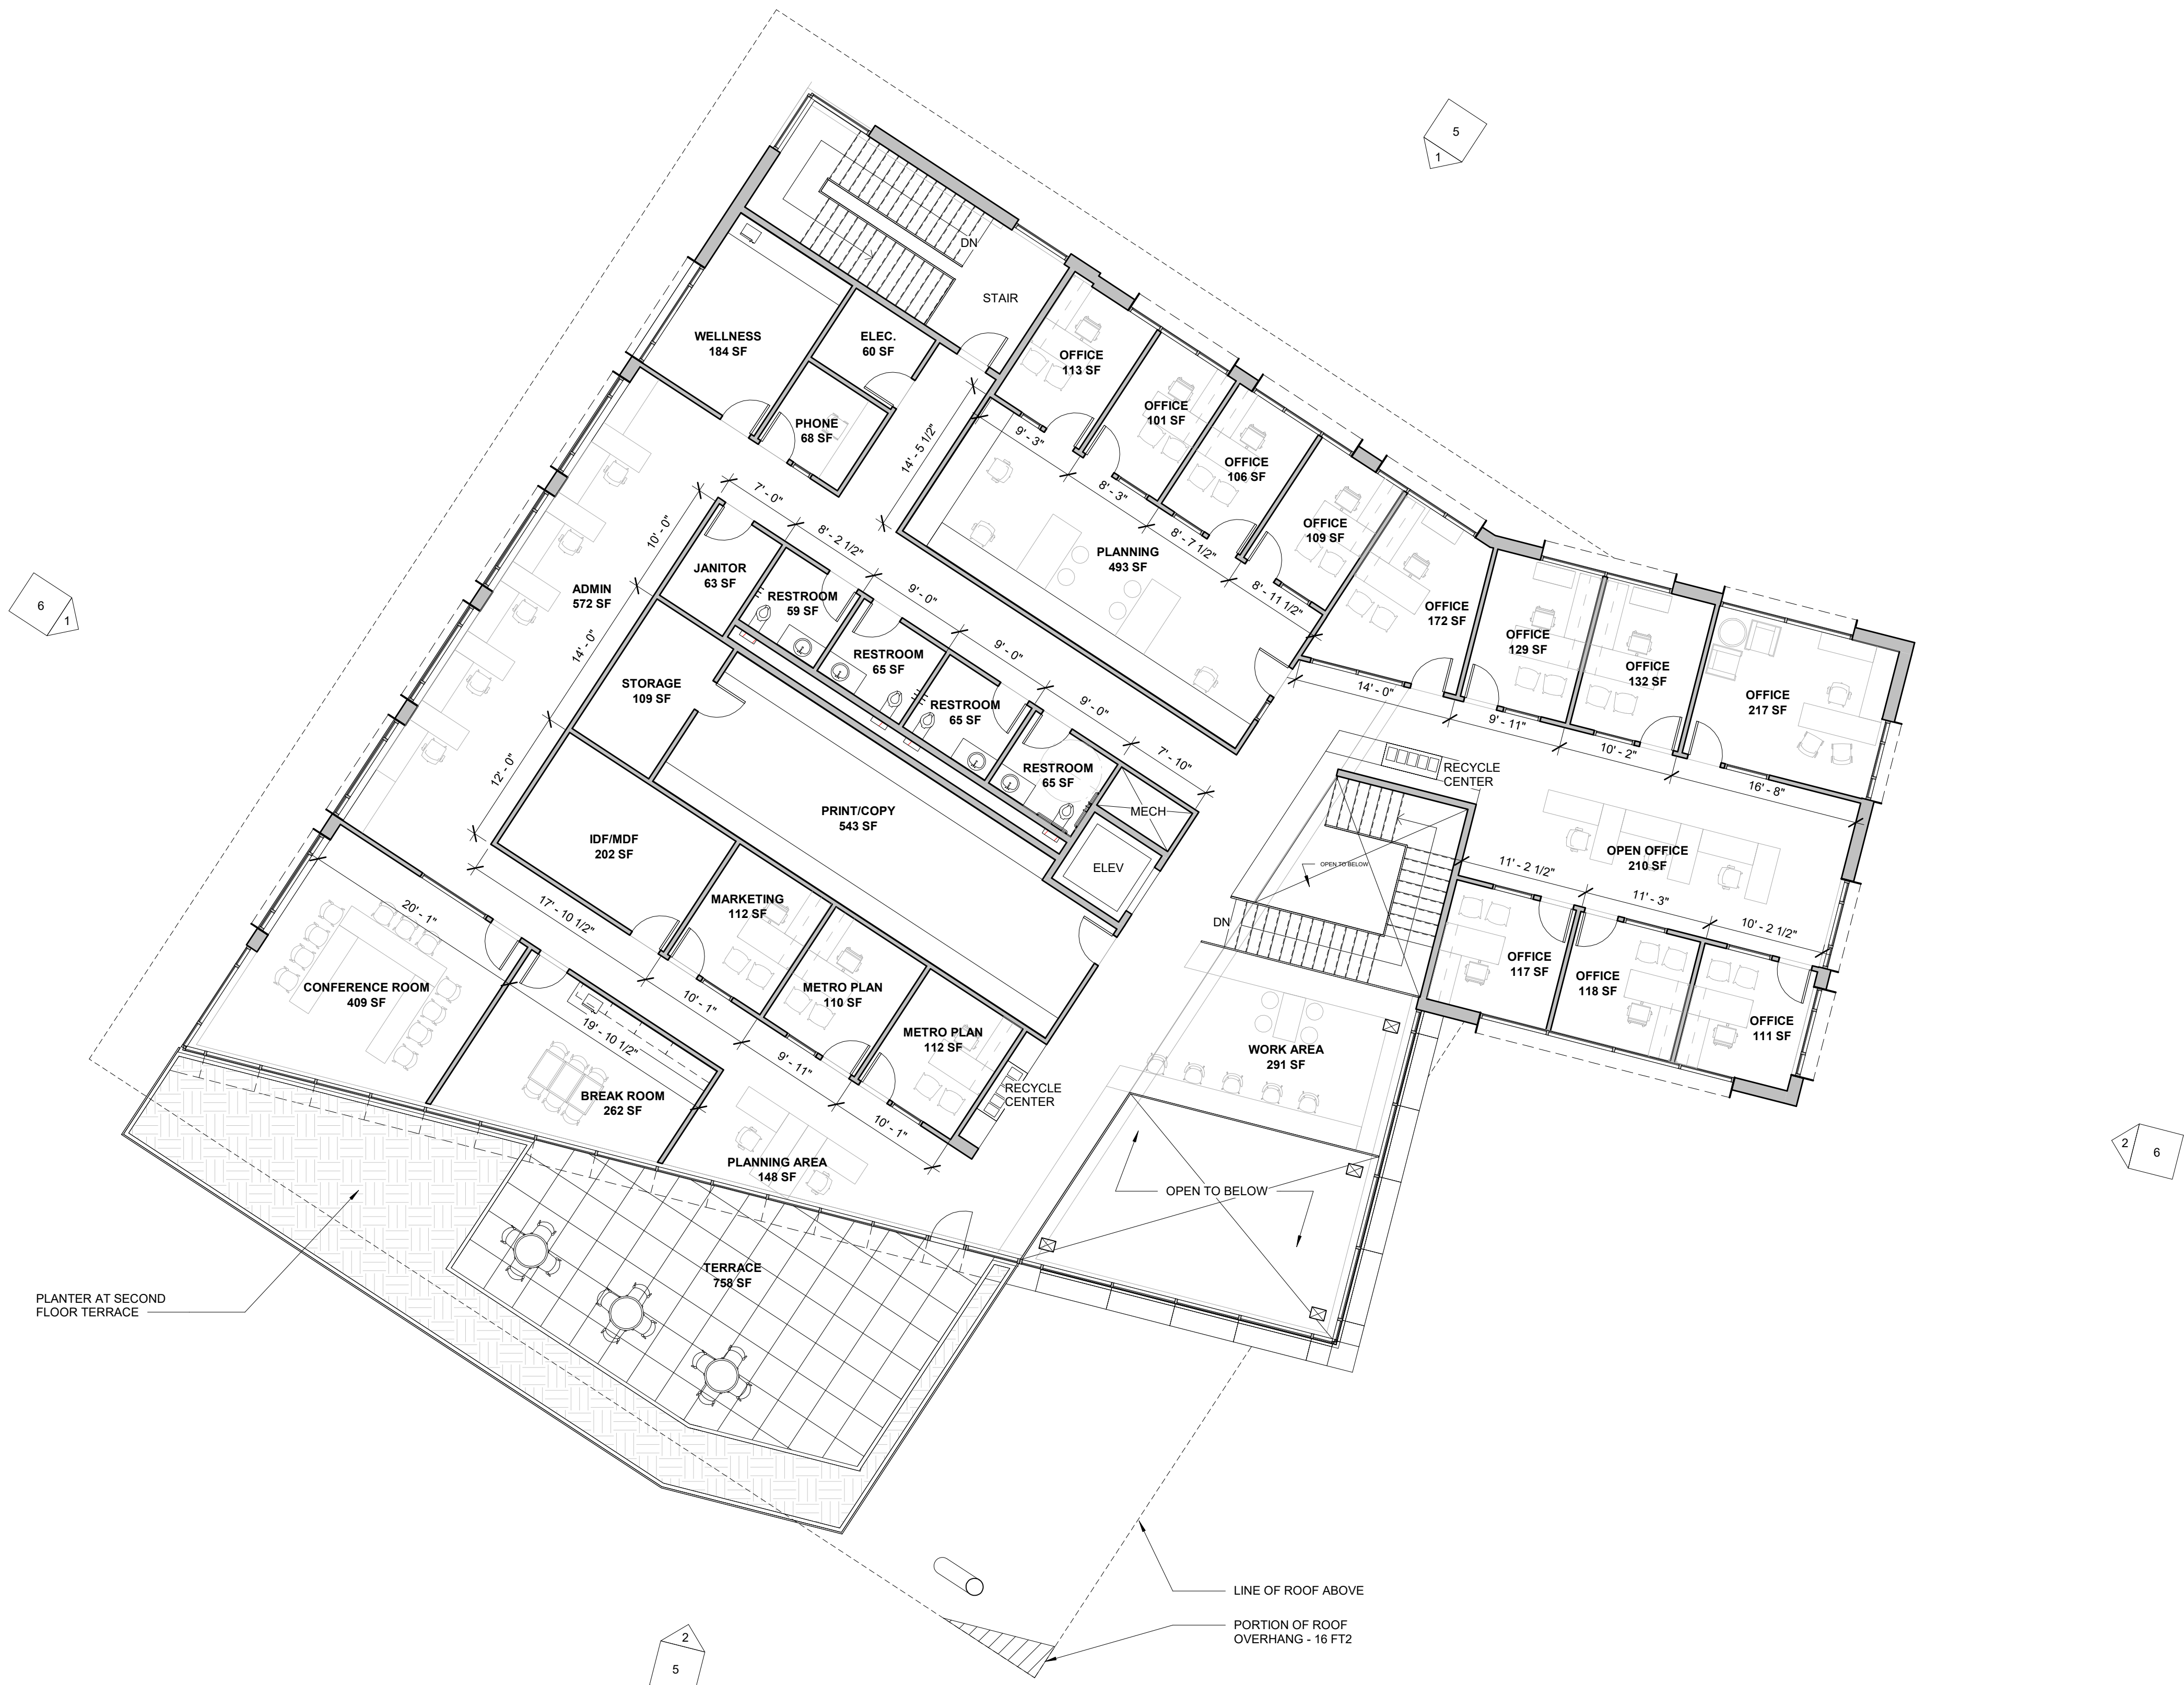 5
1
DN
STAIR
WELLNESS
184 SF
ELEC.
60 SF
OFFICE
113 SF
PHONE
68 SF
OFFICE
101 SF
14' - 5 1/2"
9' - 3"
OFFICE
106 SF
8' - 3"
7' - 0"
OFFICE
109 SF
10' - 0"
8' - 2 1/2"
8' - 7 1/2"
PLANNING
493 SF
JANITOR
63 SF
ADMIN
572 SF
RESTROOM
59 SF
9' - 0"
8' - 11 1/2"
OFFICE
172 SF
6
1
14' - 0"
RESTROOM
65 SF
9' - 0"
OFFICE
129 SF
OFFICE
132 SF
STORAGE
109 SF
RESTROOM
65 SF
9' - 0"
14' - 0"
OFFICE
217 SF
9' - 11"
10' - 2"
7' - 10"
12' - 0"
RESTROOM
65 SF
RECYCLE
CENTER
16' - 8"
PRINT/COPY
543 SF
MECH
IDF/MDF
202 SF
ELEV
OPEN TO BELOW
OPEN OFFICE
210 SF
11' - 2 1/2"
11' - 3"
10' - 2 1/2"
MARKETING
112 SF
20' - 1"
17' - 10 1/2"
DN
OFFICE
117 SF
OFFICE
118 SF
CONFERENCE ROOM
409 SF
METRO PLAN
110 SF
10' - 1"
19' - 10 1/2"
METRO PLAN
112 SF
OFFICE
111 SF
WORK AREA
291 SF
9' - 11"
BREAK ROOM
262 SF
RECYCLE
CENTER
10' - 1"
PLANNING AREA
148 SF
OPEN TO BELOW
2
6
TERRACE
758 SF
PLANTER AT SECOND
FLOOR TERRACE
LINE OF ROOF ABOVE
PORTION OF ROOF
OVERHANG - 16 FT2
2
5